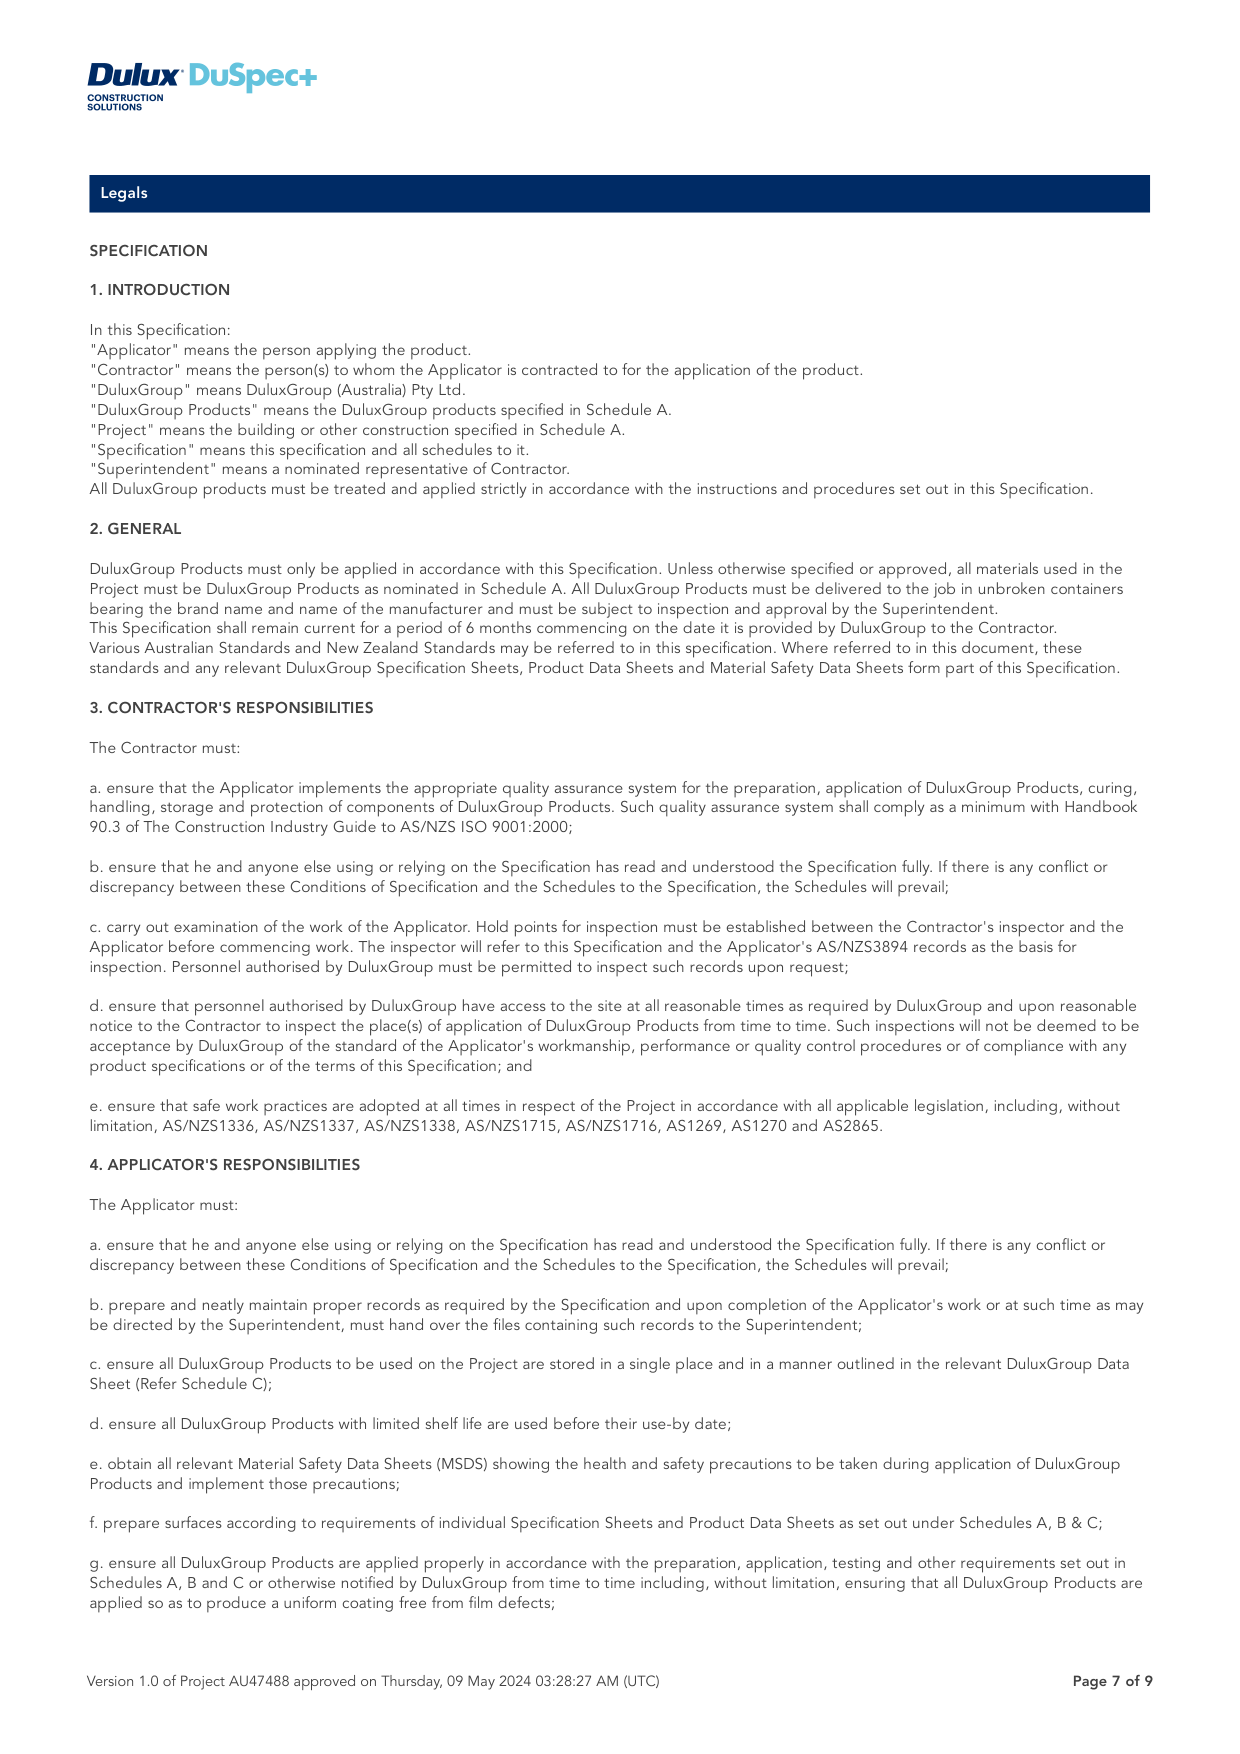 Dulux DuSpec+
CONSTRUCTION
SOLUTIONS
Legals
SPECIFICATION
1. INTRODUCTION
In this Specification:
"Applicator" means the person applying the product.
"Contractor" means the person(s) to whom the Applicator is contracted to for the application of the product.
"DuluxGroup" means DuluxGroup (Australia) Pty Ltd.
"DuluxGroup Products" means the DuluxGroup products specified in Schedule A.
"Project" means the building or other construction specified in Schedule A.
"Specification" means this specification and all schedules to it.
"Superintendent" means a nominated representative of Contractor.
All DuluxGroup products must be treated and applied strictly in accordance with the instructions and procedures set out in this Specification.
2. GENERAL
DuluxGroup Products must only be applied in accordance with this Specification. Unless otherwise specified or approved, all materials used in the
Project must be DuluxGroup Products as nominated in Schedule A. All DuluxGroup Products must be delivered to the job in unbroken containers
bearing the brand name and name of the manufacturer and must be subject to inspection and approval by the Superintendent.
This Specification shall remain current for a period of 6 months commencing on the date it is provided by DuluxGroup to the Contractor.
Various Australian Standards and New Zealand Standards may be referred to in this specification. Where referred to in this document, these
standards and any relevant DuluxGroup Specification Sheets, Product Data Sheets and Material Safety Data Sheets form part of this Specification.
3. CONTRACTOR'S RESPONSIBILITIES
The Contractor must:
a. ensure that the Applicator implements the appropriate quality assurance system for the preparation, application of DuluxGroup Products, curing,
handling, storage and protection of components of DuluxGroup Products. Such quality assurance system shall comply as a minimum with Handbook
90.3 of The Construction Industry Guide to AS/NZS ISO 9001:2000;
b. ensure that he and anyone else using or relying on the Specification has read and understood the Specification fully. If there is any conflict or
discrepancy between these Conditions of Specification and the Schedules to the Specification, the Schedules will prevail;
c. carry out examination of the work of the Applicator. Hold points for inspection must be established between the Contractor's inspector and the
Applicator before commencing work. The inspector will refer to this Specification and the Applicator's AS/NZS3894 records as the basis for
inspection. Personnel authorised by DuluxGroup must be permitted to inspect such records upon request;
d. ensure that personnel authorised by DuluxGroup have access to the site at all reasonable times as required by DuluxGroup and upon reasonable
notice to the Contractor to inspect the place(s) of application of DuluxGroup Products from time to time. Such inspections will not be deemed to be
acceptance by DuluxGroup of the standard of the Applicator's workmanship, performance or quality control procedures or of compliance with any
product specifications or of the terms of this Specification; and
e. ensure that safe work practices are adopted at all times in respect of the Project in accordance with all applicable legislation, including, without
limitation, AS/NZS1336, AS/NZS1337, AS/NZS1338, AS/NZS1715, AS/NZS1716, AS1269, AS1270 and AS2865.
4. APPLICATOR'S RESPONSIBILITIES
The Applicator must:
a. ensure that he and anyone else using or relying on the Specification has read and understood the Specification fully. If there is any conflict or
discrepancy between these Conditions of Specification and the Schedules to the Specification, the Schedules will prevail;
b. prepare and neatly maintain proper records as required by the Specification and upon completion of the Applicator's work or at such time as may
be directed by the Superintendent, must hand over the files containing such records to the Superintendent;
c. ensure all DuluxGroup Products to be used on the Project are stored in a single place and in a manner outlined in the relevant DuluxGroup Data
Sheet (Refer Schedule C);
d. ensure all DuluxGroup Products with limited shelf life are used before their use-by date;
e. obtain all relevant Material Safety Data Sheets (MSDS) showing the health and safety precautions to be taken during application of DuluxGroup
Products and implement those precautions;
f. prepare surfaces according to requirements of individual Specification Sheets and Product Data Sheets as set out under Schedules A, B & C;
g. ensure all DuluxGroup Products are applied properly in accordance with the preparation, application, testing and other requirements set out in
Schedules A, B and C or otherwise notified by DuluxGroup from time to time including, without limitation, ensuring that all DuluxGroup Products are
applied so as to produce a uniform coating free from film defects;
Version 1.0 of Project AU47488 approved on Thursday, 09 May 2024 03:28:27 AM (UTC)
Page 7 of 9